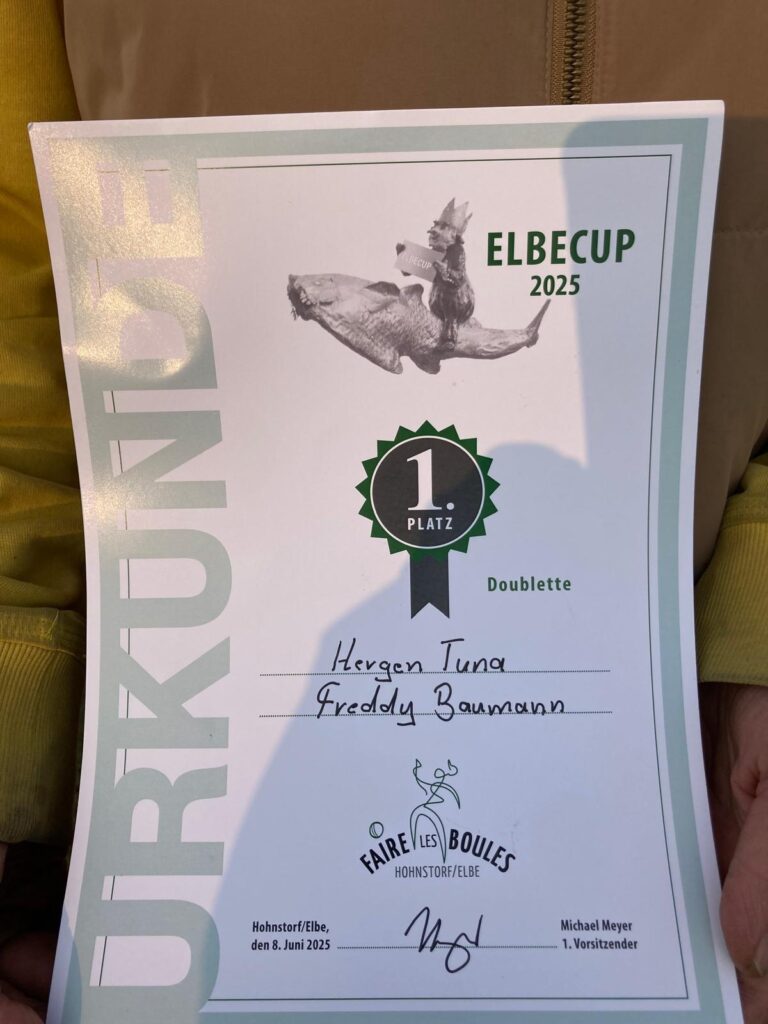 URKUNDE
ELBECUP
ELBECUP
2025
1.
PLATZ
Doublette
Hergen Tuna
Freddy Baumann
FAIRE LES BOULES
HOHNSTORF/ELBE
Hohnstorf/Elbe,
den 8. Juni 2025
Michael Meyer
1. Vorsitzender